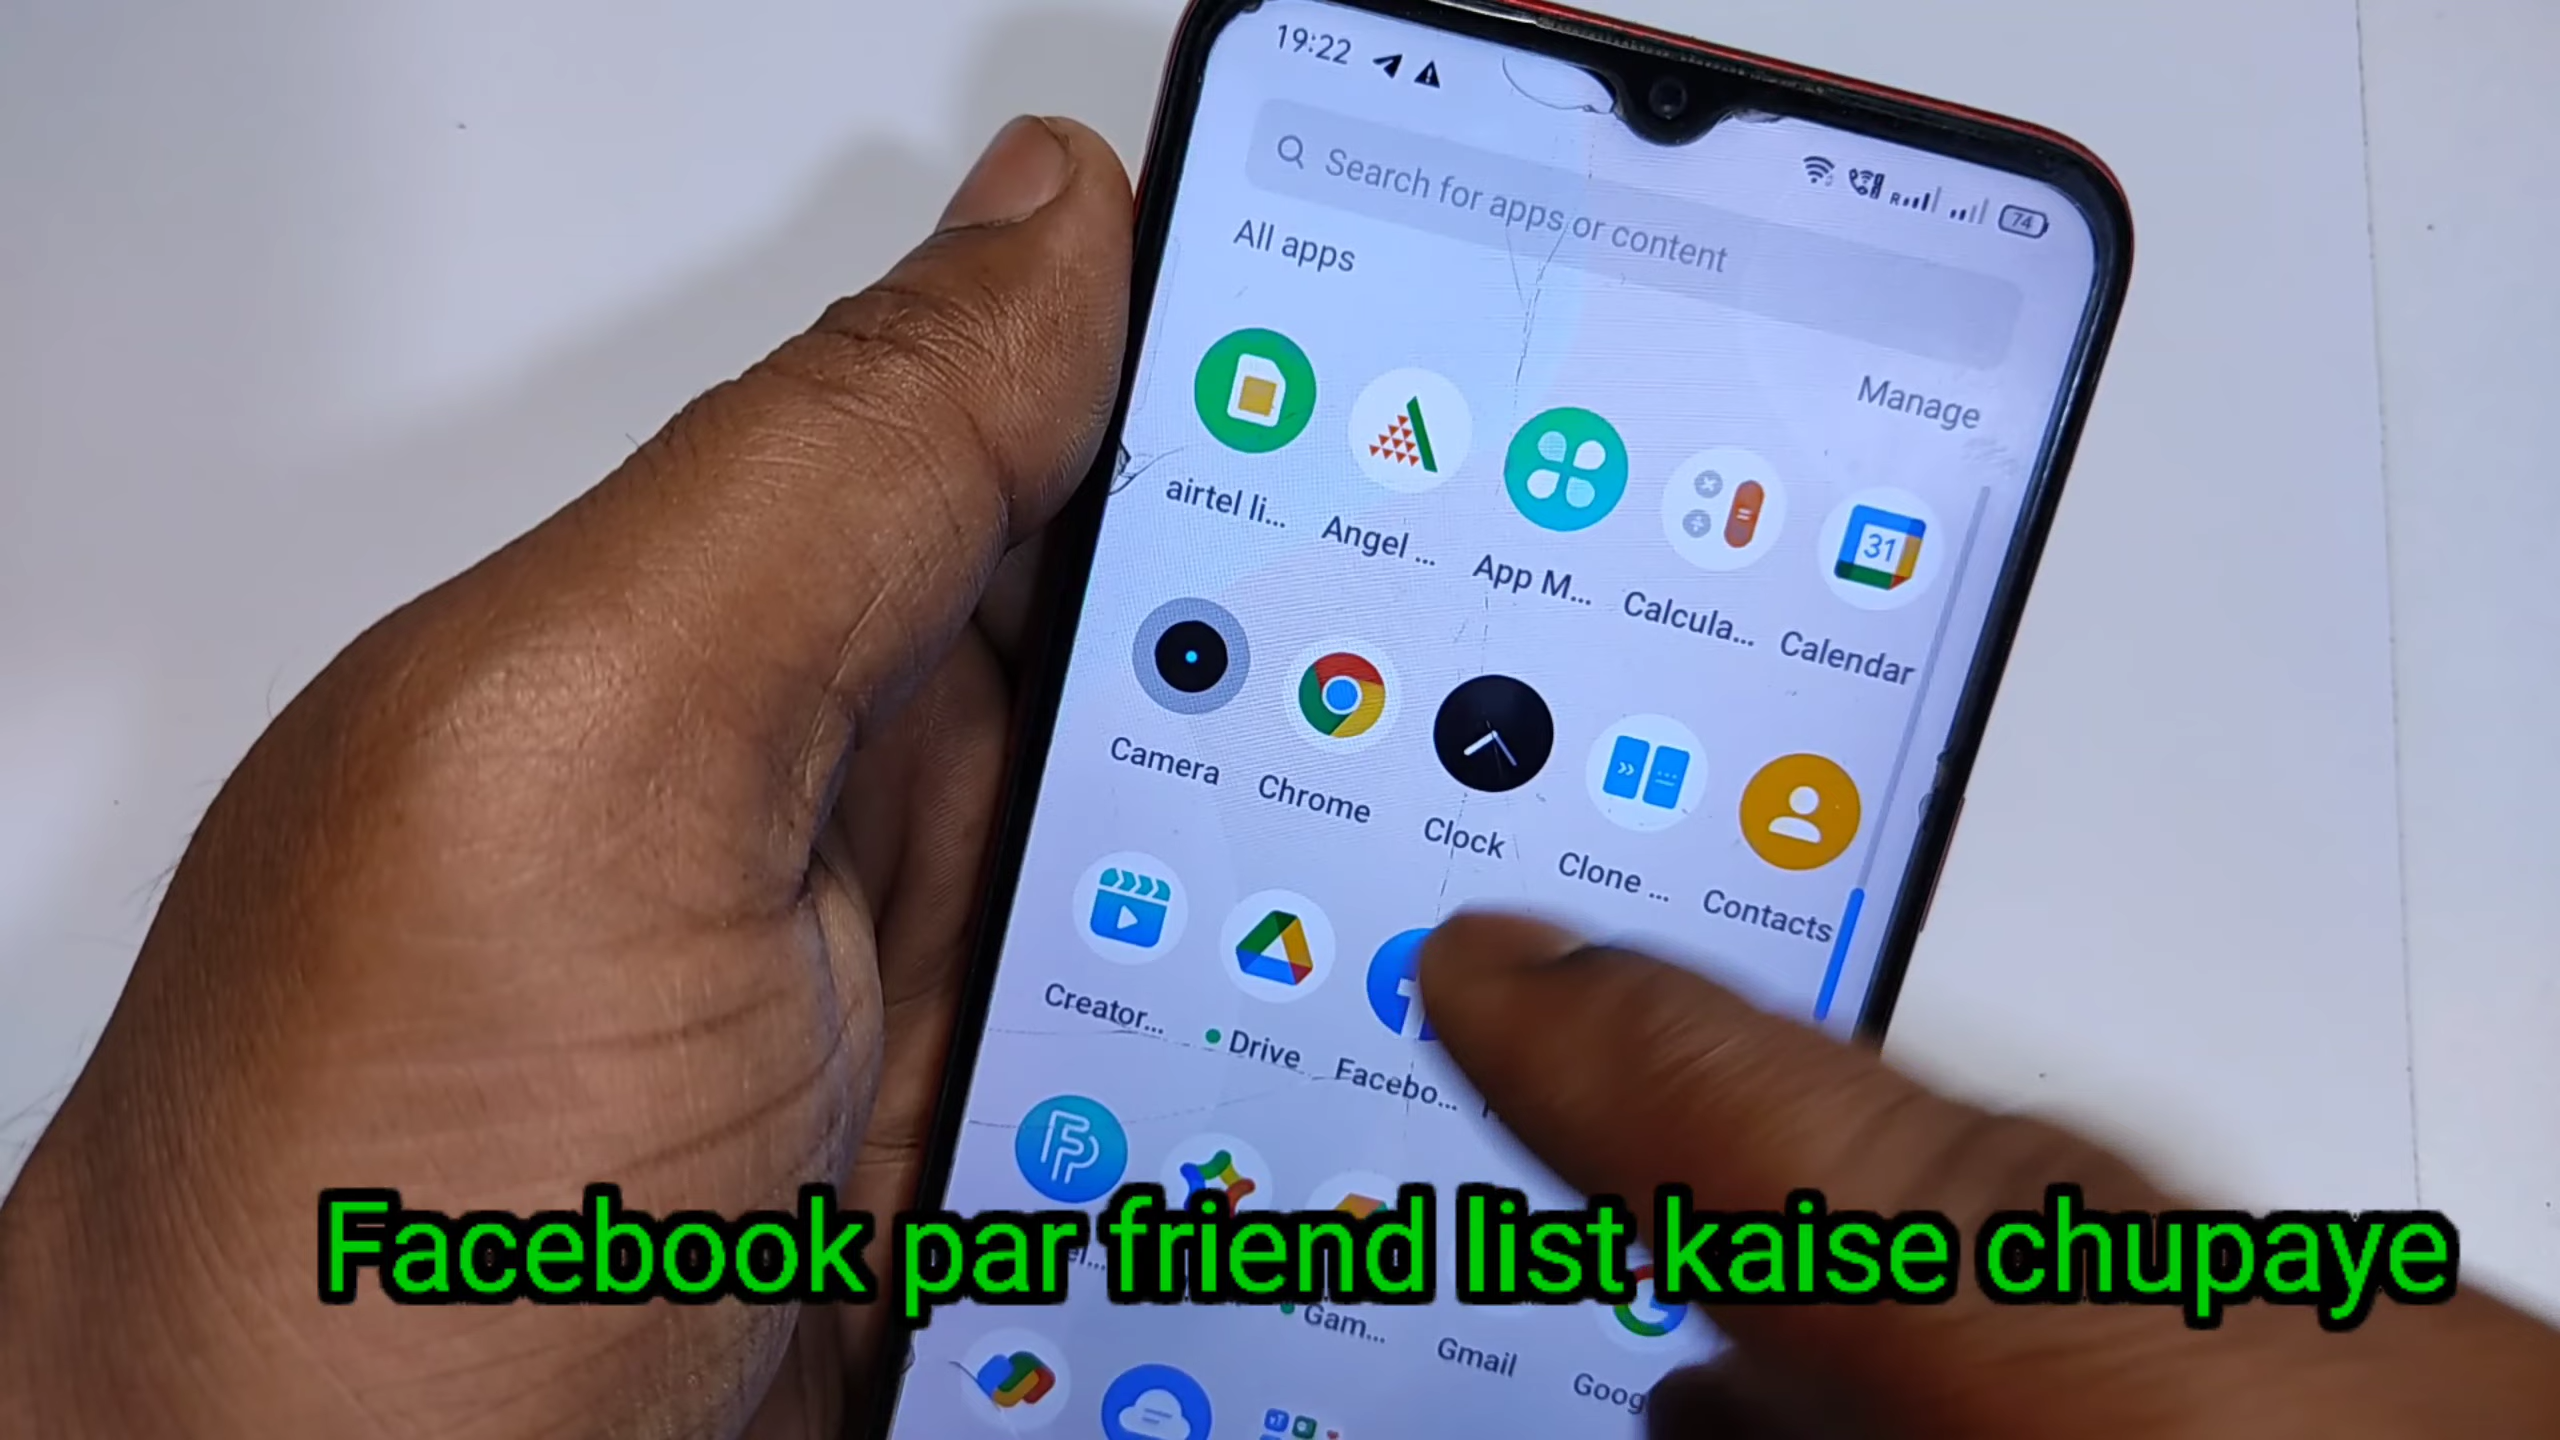 19:22
74
Search for apps or content
All apps
Manage
airtel li...
Angel ...
App M...
Calcula...
31
Calendar
Camera
Chrome
Clock
Clone ...
Contacts
Creator...
Drive
Facebo...
Facebook par friend list kaise chupaye
Gam...
Gmail
Goog